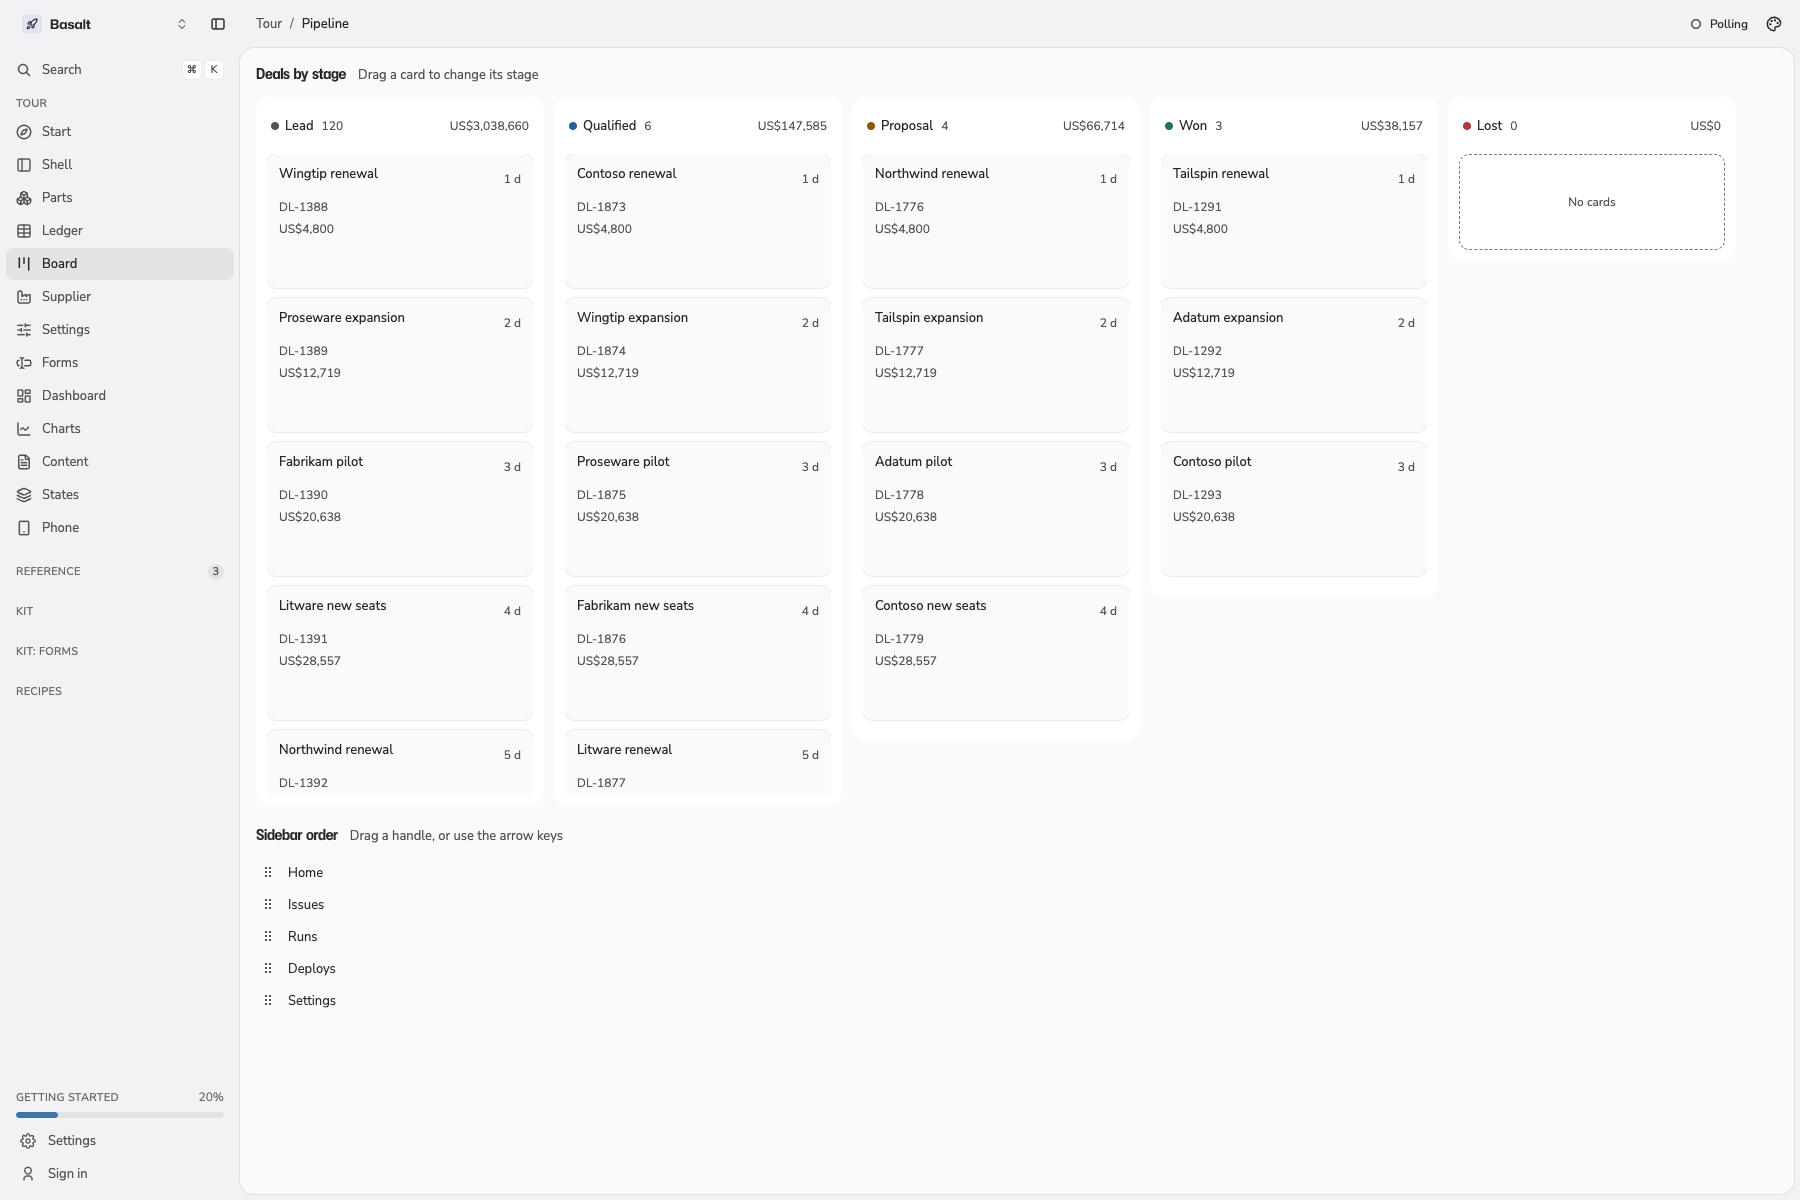 Basalt
Search ⌘ K
TOUR
Start
Shell
Parts
Ledger
Board
Supplier
Settings
Forms
Dashboard
Charts
Content
States
Phone
REFERENCE 3
KIT
KIT: FORMS
RECIPES
GETTING STARTED 20%
Settings
Sign in
Tour / Pipeline
Polling
Deals by stage Drag a card to change its stage
Lead 120 US$3,038,660
Wingtip renewal 1 d
DL-1388
US$4,800
Proseware expansion 2 d
DL-1389
US$12,719
Fabrikam pilot 3 d
DL-1390
US$20,638
Litware new seats 4 d
DL-1391
US$28,557
Northwind renewal 5 d
DL-1392
Qualified 6 US$147,585
Contoso renewal 1 d
DL-1873
US$4,800
Wingtip expansion 2 d
DL-1874
US$12,719
Proseware pilot 3 d
DL-1875
US$20,638
Fabrikam new seats 4 d
DL-1876
US$28,557
Litware renewal 5 d
DL-1877
Proposal 4 US$66,714
Northwind renewal 1 d
DL-1776
US$4,800
Tailspin expansion 2 d
DL-1777
US$12,719
Adatum pilot 3 d
DL-1778
US$20,638
Contoso new seats 4 d
DL-1779
US$28,557
Won 3 US$38,157
Tailspin renewal 1 d
DL-1291
US$4,800
Adatum expansion 2 d
DL-1292
US$12,719
Contoso pilot 3 d
DL-1293
US$20,638
Lost 0 US$0
No cards
Sidebar order Drag a handle, or use the arrow keys
Home
Issues
Runs
Deploys
Settings